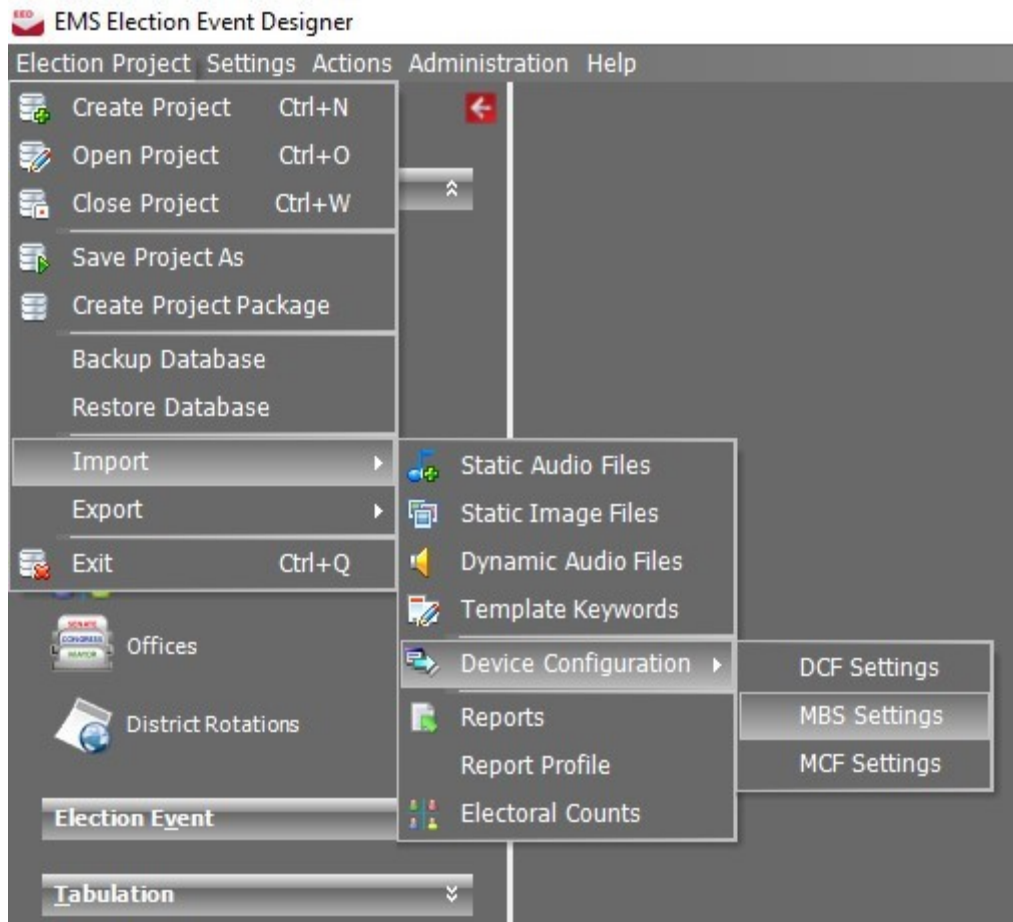 EMS Election Event Designer
Election Project Settings Actions Administration Help
Create Project Ctrl+N
Open Project Ctrl+O
Close Project Ctrl+W
Save Project As
Create Project Package
Backup Database
Restore Database
Import
Export
Exit Ctrl+Q
Static Audio Files
Static Image Files
Dynamic Audio Files
Template Keywords
Device Configuration
Reports
Report Profile
Electoral Counts
DCF Settings
MBS Settings
MCF Settings
SENATE
CONGRESS
MAYOR
Offices
District Rotations
Election Event
Tabulation